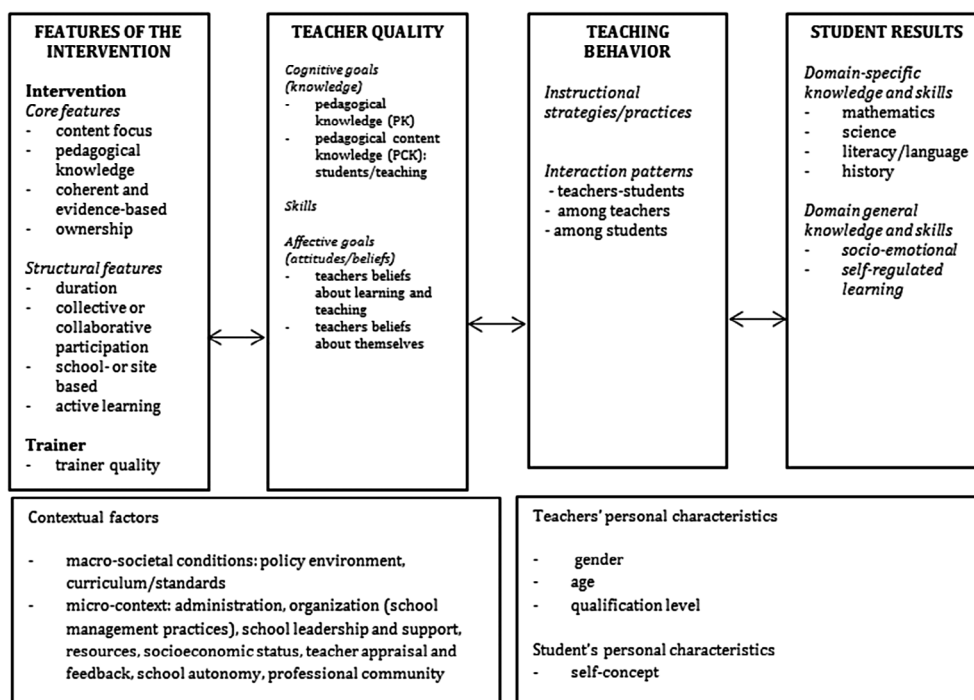 FEATURES OF THE
INTERVENTION
Intervention
Core features
- content focus
- pedagogical
knowledge
- coherent and
evidence-based
- ownership
Structural features
- duration
- collective or
collaborative
participation
- school- or site
based
- active learning
Trainer
- trainer quality
TEACHER QUALITY
Cognitive goals
(knowledge)
- pedagogical
knowledge (PK)
- pedagogical content
knowledge (PCK):
students/teaching
Skills
Affective goals
(attitudes/beliefs)
- teachers beliefs
about learning and
teaching
- teachers beliefs
about themselves
TEACHING
BEHAVIOR
Instructional
strategies/practices
Interaction patterns
- teachers-students
- among teachers
- among students
STUDENT RESULTS
Domain-specific
knowledge and skills
- mathematics
- science
- literacy/language
- history
Domain general
knowledge and skills
- socio-emotional
- self-regulated
learning
Contextual factors
- macro-societal conditions: policy environment,
curriculum/standards
- micro-context: administration, organization (school
management practices), school leadership and support,
resources, socioeconomic status, teacher appraisal and
feedback, school autonomy, professional community
Teachers' personal characteristics
- gender
- age
- qualification level
Student's personal characteristics
- self-concept